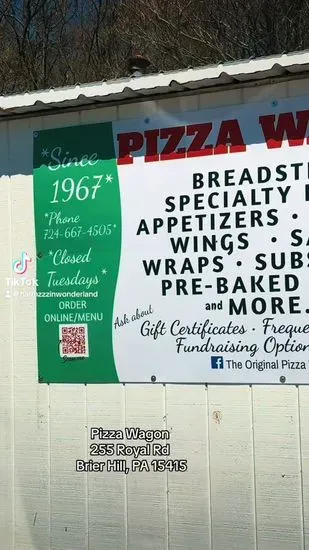 *Since
1967*
*Phone
724-667-4505*
*Closed
Tuesdays*
ORDER
ONLINE/MENU
PIZZA
BREADST
SPECIALTY
APPETIZERS •
WINGS •
WRAPS • SUBS
PRE-BAKED
and MORE.
Ask about
Gift Certificates • Freque
Fundraising Option
The Original Pizza
TikTok
Pizza Wagon
255 Royal Rd
Brier Hill, PA 15415